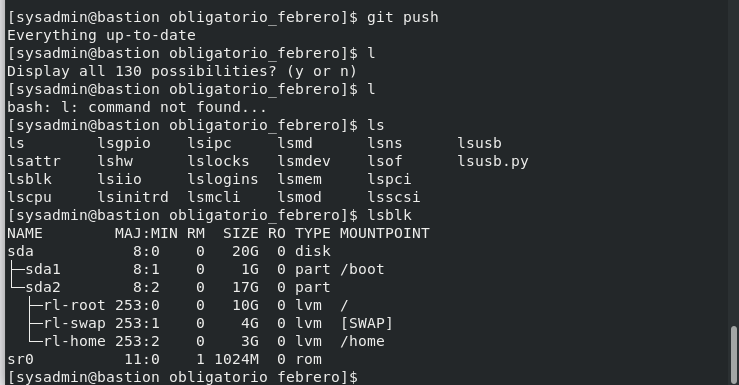 [sysadmin@bastion obligatorio_febrero]$ git push
Everything up-to-date
[sysadmin@bastion obligatorio_febrero]$ l
Display all 130 possibilities? (y or n)
[sysadmin@bastion obligatorio_febrero]$ l
bash: l: command not found...
[sysadmin@bastion obligatorio_febrero]$ ls
ls        lsgpio    lsipc     lsmd      lsns      lsusb
lsattr    lshw      lslocks   lsmdev    lsof      lsusb.py
lsblk     lsiio     lslogins  lsmem     lspci
lscpu     lsinitrd  lsmcli    lsmod     lsscsi
[sysadmin@bastion obligatorio_febrero]$ lsblk
NAME        MAJ:MIN RM  SIZE RO TYPE MOUNTPOINT
sda           8:0    0   20G  0 disk
├─sda1        8:1    0    1G  0 part /boot
└─sda2        8:2    0   17G  0 part
  ├─rl-root 253:0    0   10G  0 lvm  /
  ├─rl-swap 253:1    0    4G  0 lvm  [SWAP]
  └─rl-home 253:2    0    3G  0 lvm  /home
sr0          11:0    1 1024M  0 rom
[sysadmin@bastion obligatorio febrero]$